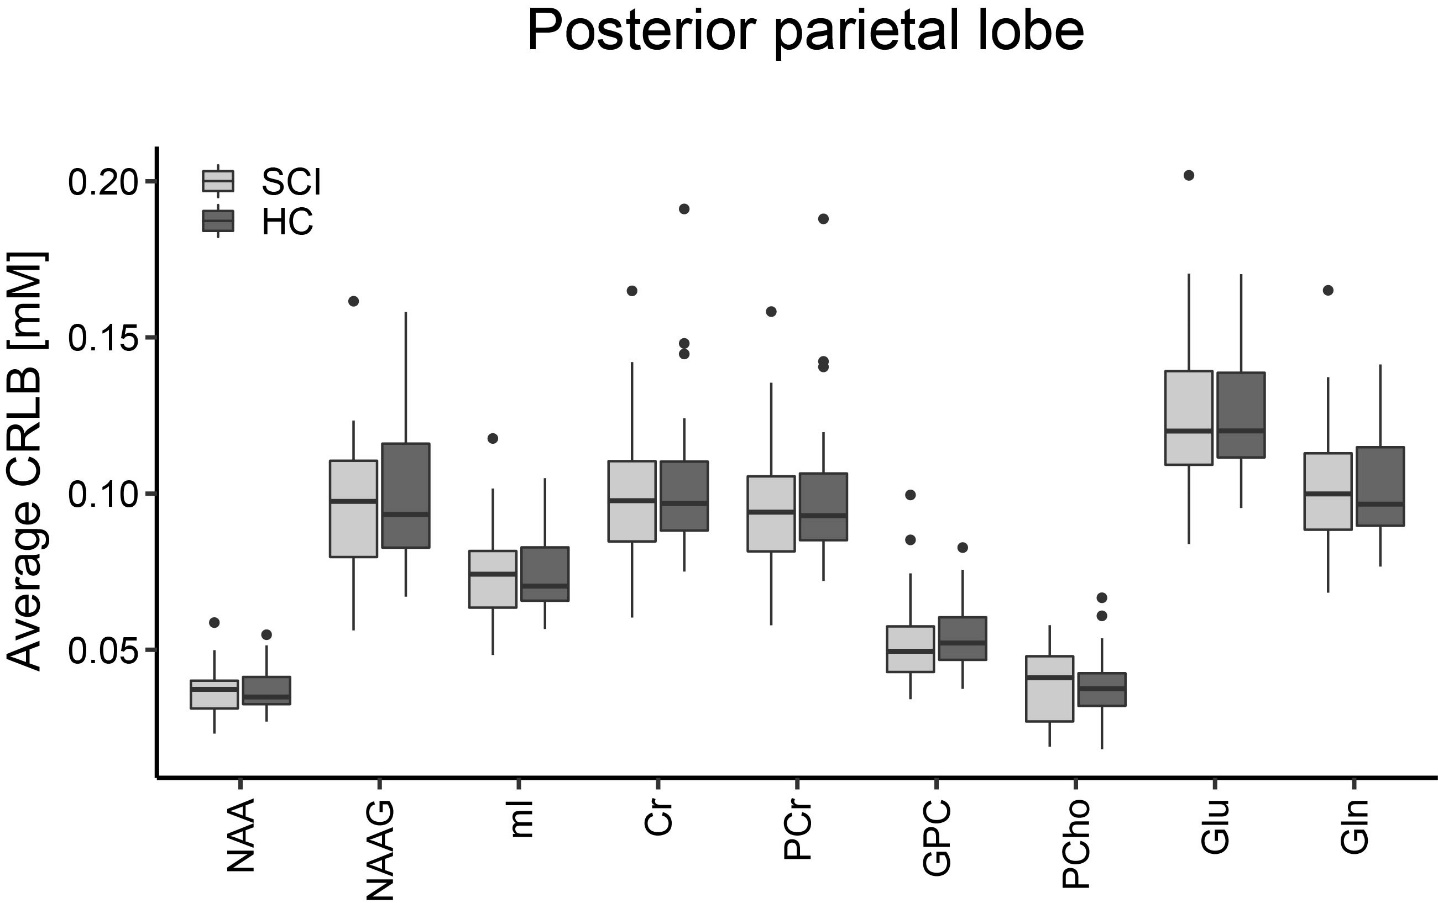 Posterior parietal lobe
SCI
HC
Average CRLB [mM]
0.20
0.15
0.10
0.05
NAA
NAAG
mI
Cr
PCr
GPC
PCho
Glu
Gln